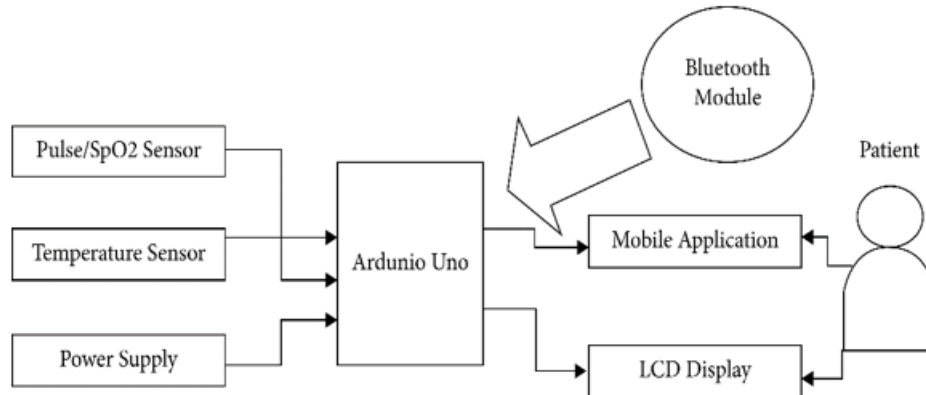 Bluetooth
Module
Pulse/SpO2 Sensor
Patient
Temperature Sensor
Ardunio Uno
Mobile Application
Power Supply
LCD Display